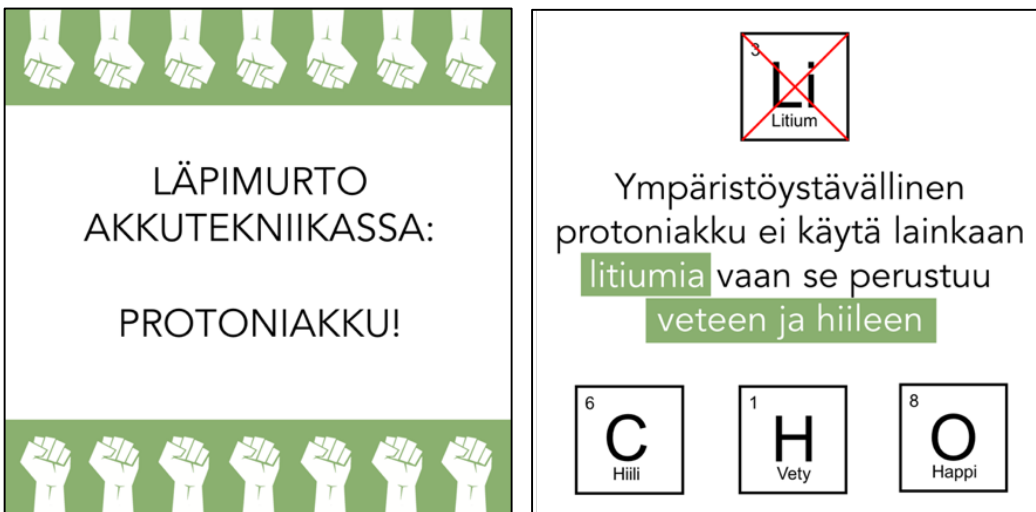 LÄPIMURTO
AKKUTEKNIIKASSA:
PROTONIAKKU!
3
Li
Litium
Ympäristöystävällinen
protoniakku ei käytä lainkaan
litiumia vaan se perustuu
veteen ja hiileen
6
C
Hiili
1
H
Vety
8
O
Happi